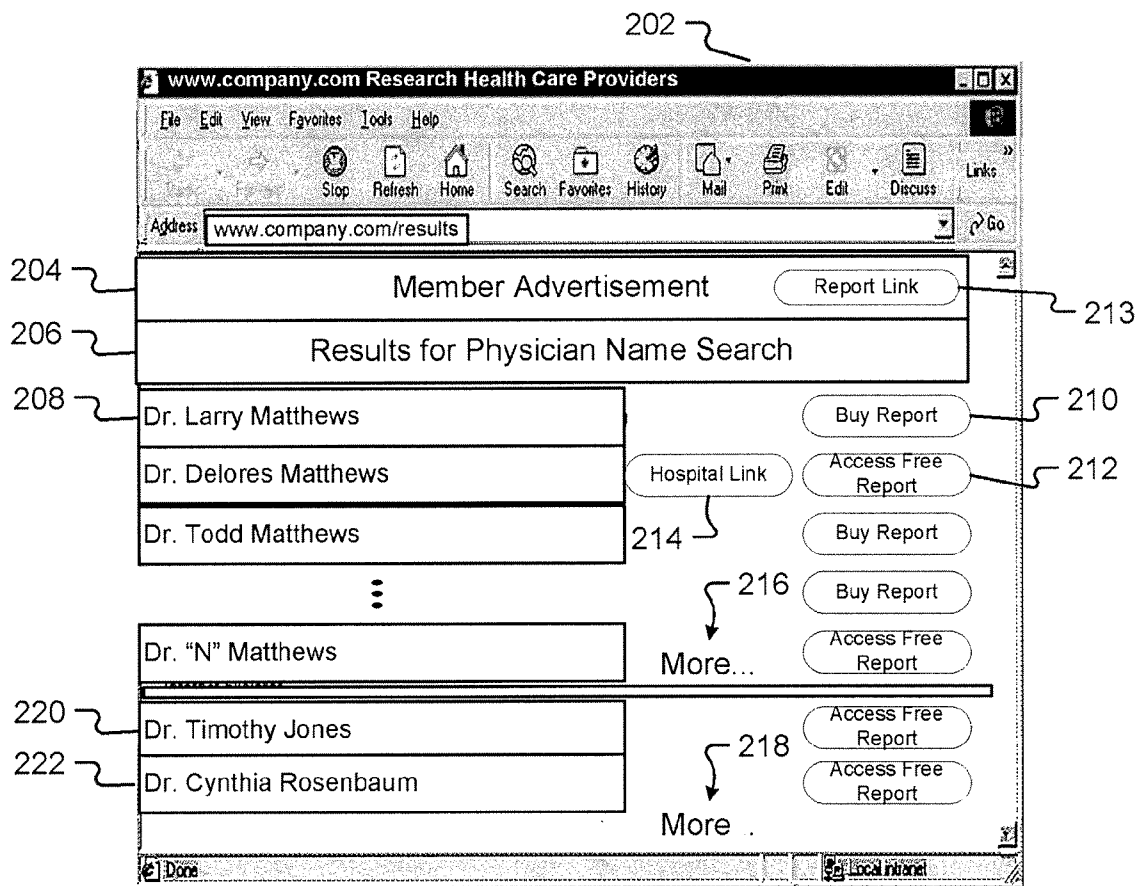 202
www.company.com Research Health Care Providers
File Edit View Favorites Tools Help
Stop Refresh Home Search Favorites History Mail Print Edit Discuss Links »
Address www.company.com/results Go
204 Member Advertisement Report Link 213
206 Results for Physician Name Search
208 Dr. Larry Matthews Buy Report 210
Dr. Delores Matthews Hospital Link Access Free Report 212
Dr. Todd Matthews 214 Buy Report
216 Buy Report
Dr. “N” Matthews More... Access Free Report
220 Dr. Timothy Jones Access Free Report
222 Dr. Cynthia Rosenbaum 218 Access Free Report
More .
Done Local intranet